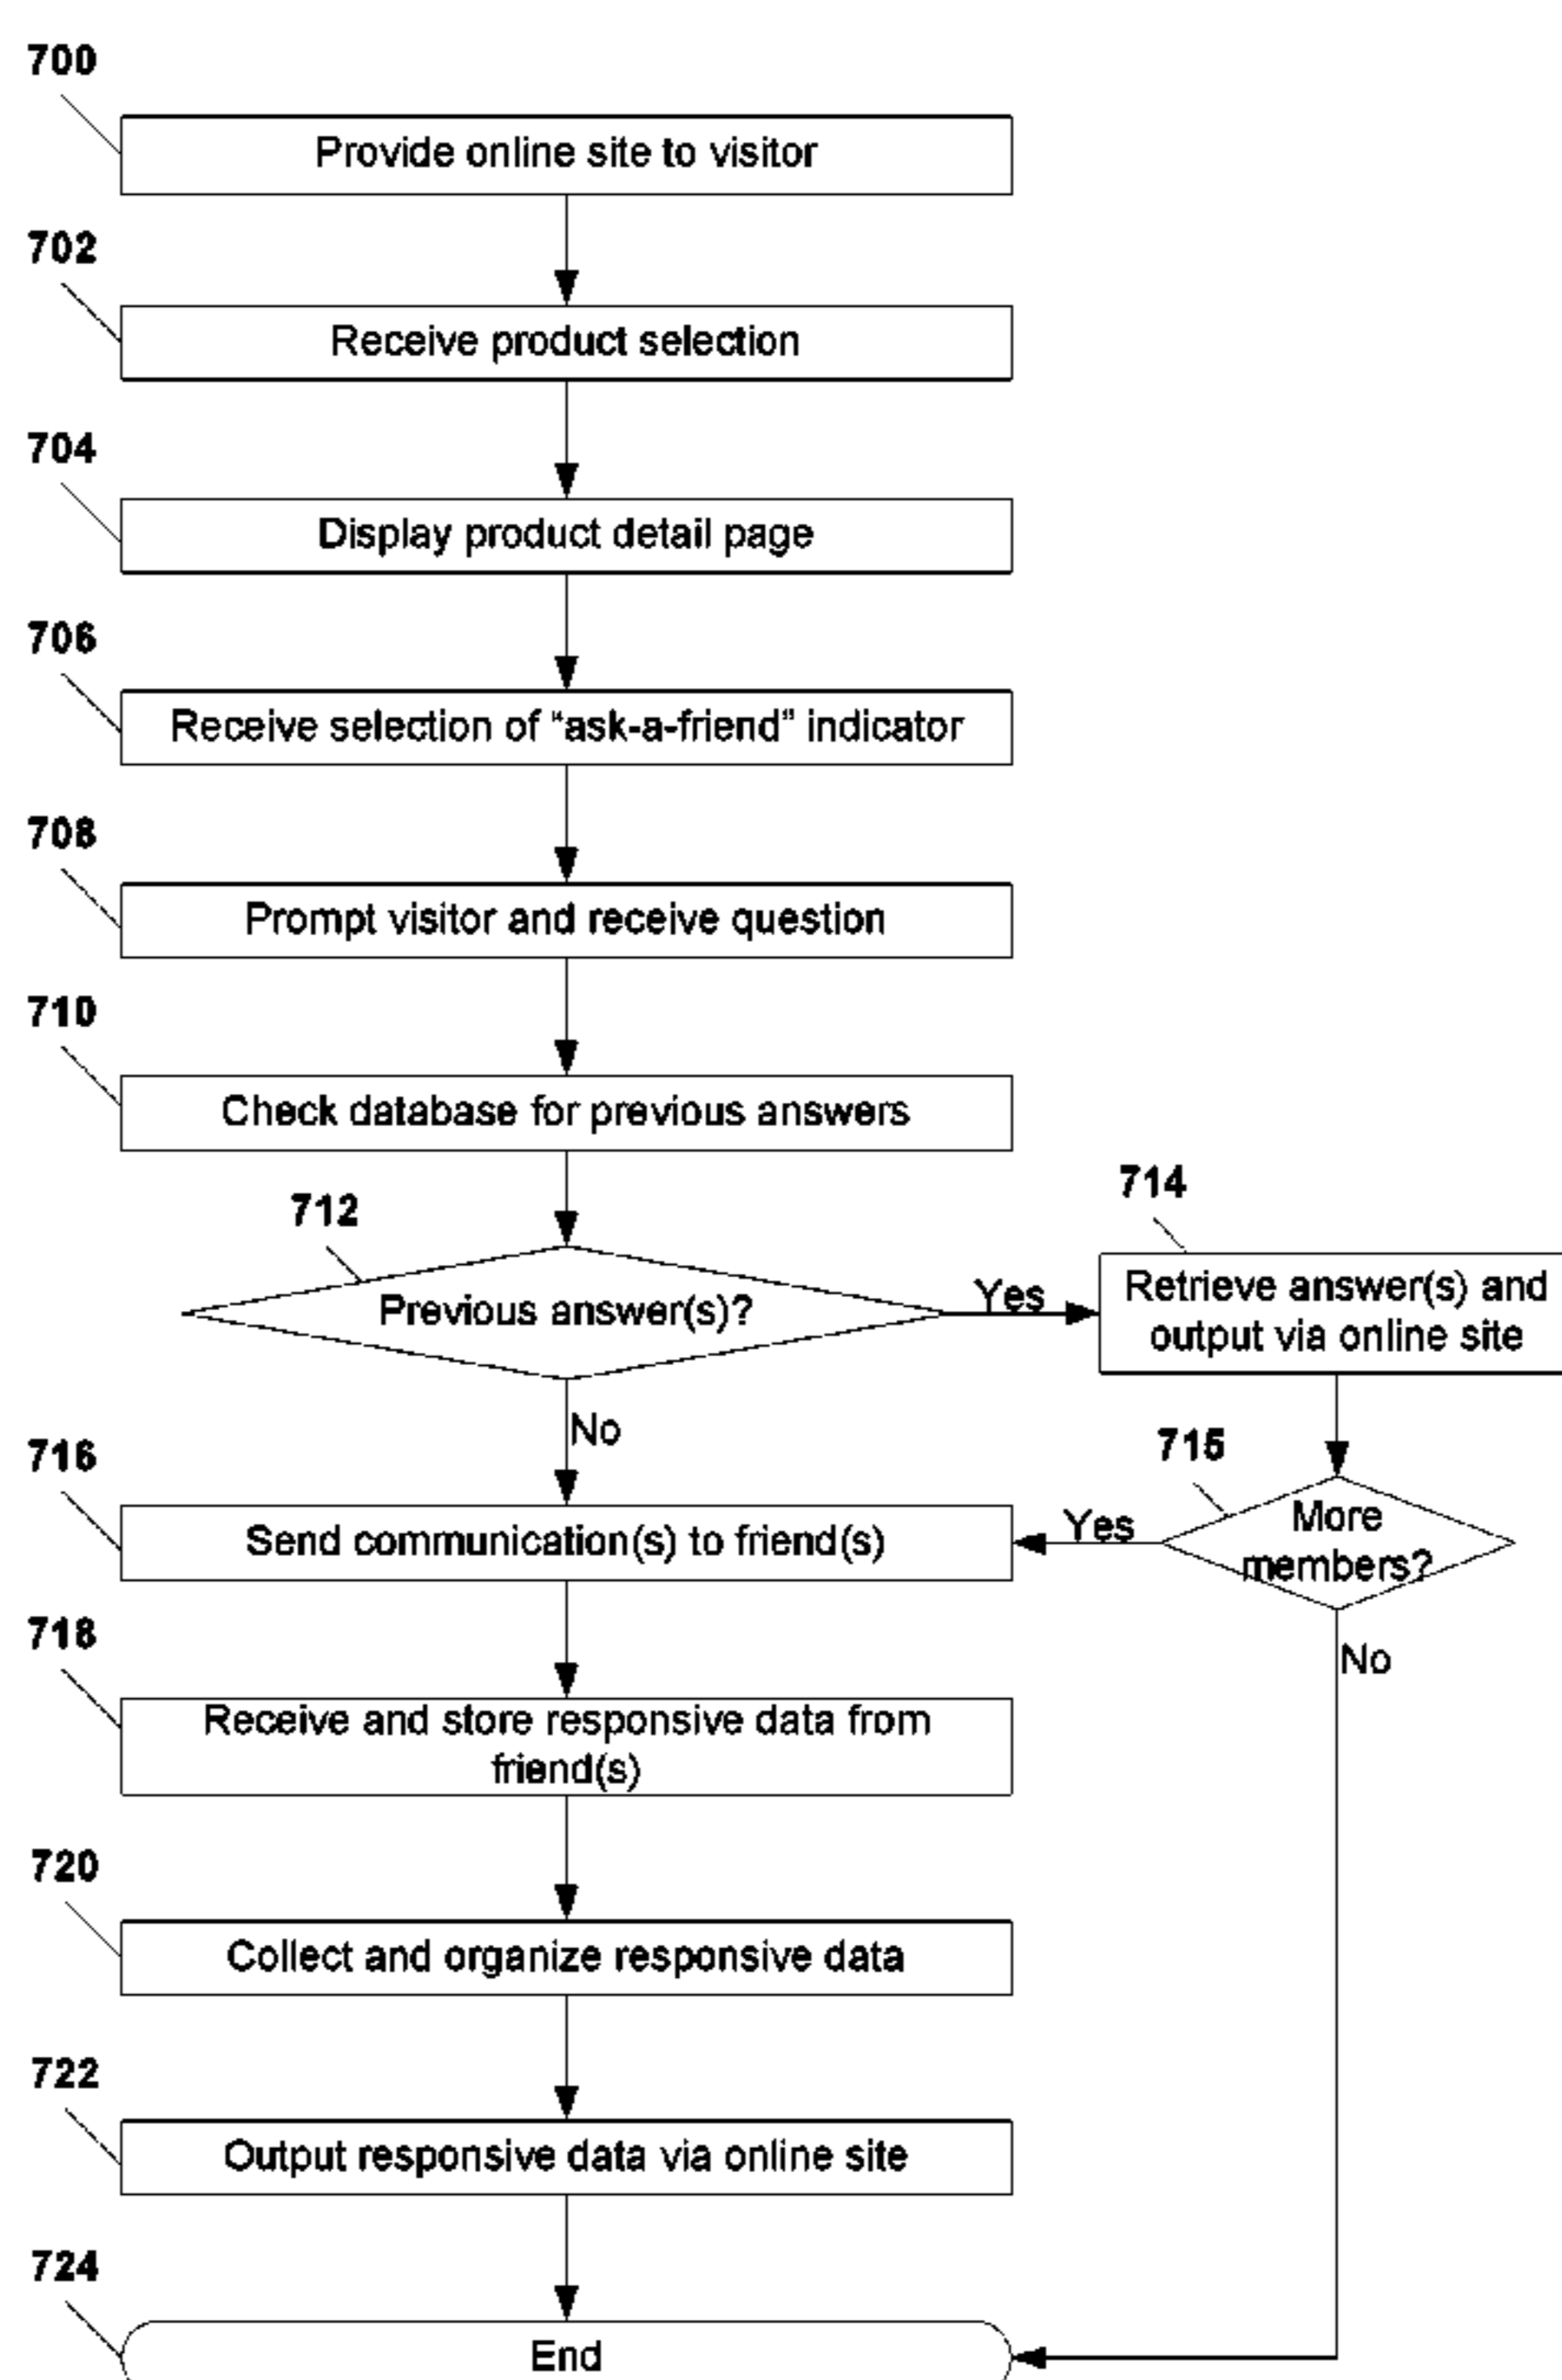 700
Provide online site to visitor
702
Receive product selection
704
Display product detail page
706
Receive selection of "ask-a-friend" indicator
708
Prompt visitor and receive question
710
Check database for previous answers
712
Previous answer(s)?
Yes
714
Retrieve answer(s) and
output via online site
No
715
More
members?
Yes
No
716
Send communication(s) to friend(s)
718
Receive and store responsive data from
friend(s)
720
Collect and organize responsive data
722
Output responsive data via online site
724
End